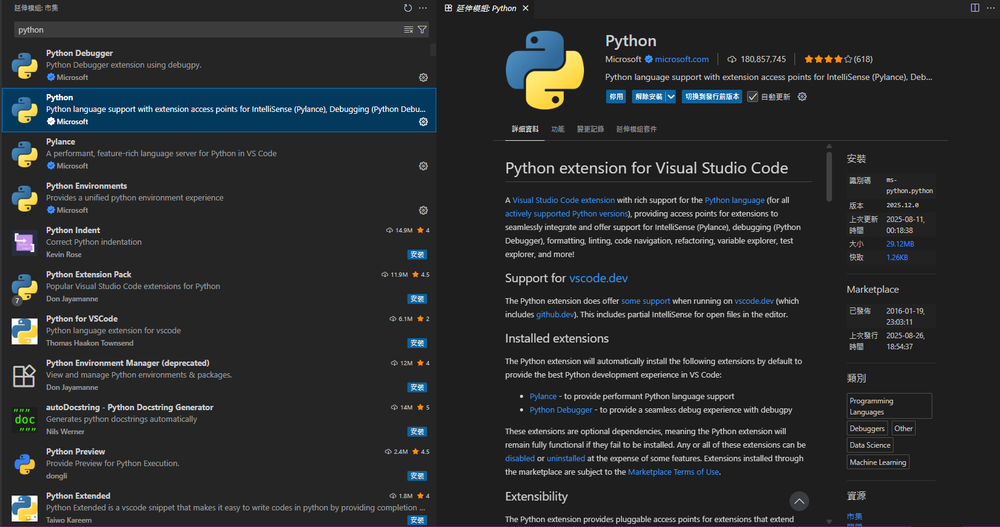 延伸模組: 市集
python
Python Debugger
Python Debugger extension using debugpy.
Microsoft
Python
Python language support with extension access points for IntelliSense (Pylance), Debugging (Python Debu...
Microsoft
Pylance
A performant, feature-rich language server for Python in VS Code
Microsoft
Python Environments
Provides a unified python environment experience
Microsoft
Python Indent 14.9M 4
Correct Python indentation
Kevin Rose 安裝
Python Extension Pack 11.9M 4.5
Popular Visual Studio Code extensions for Python
7
Don Jayamanne 安裝
Python for VSCode 6.1M 2
Python language extension for vscode
Thomas Haakon Townsend 安裝
Python Environment Manager (deprecated) 12M 4
View and manage Python environments & packages.
Don Jayamanne 安裝
autoDocstring - Python Docstring Generator 14M 5
"""
doc
"""
Generates python docstrings automatically
Nils Werner 安裝
Python Preview 2.4M 4.5
Provide Preview for Python Execution.
dongli 安裝
Python Extended 1.8M 4
Python Extended is a vscode snippet that makes it easy to write codes in python by providing completion ...
Taiwo Kareem 安裝
延伸模組: Python
Python
Microsoft microsoft.com 180,857,745 (618)
Python language support with extension access points for IntelliSense (Pylance), Deb...
停用 解除安裝 切換到發行前版本 自動更新
詳細資料 功能 變更記錄 延伸模組套件
Python extension for Visual Studio Code
A Visual Studio Code extension with rich support for the Python language (for all
actively supported Python versions), providing access points for extensions to
seamlessly integrate and offer support for IntelliSense (Pylance), debugging (Python
Debugger), formatting, linting, code navigation, refactoring, variable explorer, test
explorer, and more!
Support for vscode.dev
The Python extension does offer some support when running on vscode.dev (which
includes github.dev). This includes partial IntelliSense for open files in the editor.
Installed extensions
The Python extension will automatically install the following extensions by default to
provide the best Python development experience in VS Code:
• Pylance - to provide performant Python language support
• Python Debugger - to provide a seamless debug experience with debugpy
These extensions are optional dependencies, meaning the Python extension will
remain fully functional if they fail to be installed. Any or all of these extensions can be
disabled or uninstalled at the expense of some features. Extensions installed through
the marketplace are subject to the Marketplace Terms of Use.
Extensibility
The Python extension provides pluggable access points for extensions that extend
安裝
識別碼 ms-
python.python
版本 2025.12.0
上次更新 2025-08-11,
時間 00:18:38
大小 29.12MB
快取 1.26KB
Marketplace
已發佈 2016-01-19,
23:03:11
上次發行 2025-08-26,
時間 18:54:37
類別
Programming
Languages
Debuggers Other
Data Science
Machine Learning
資源
市集